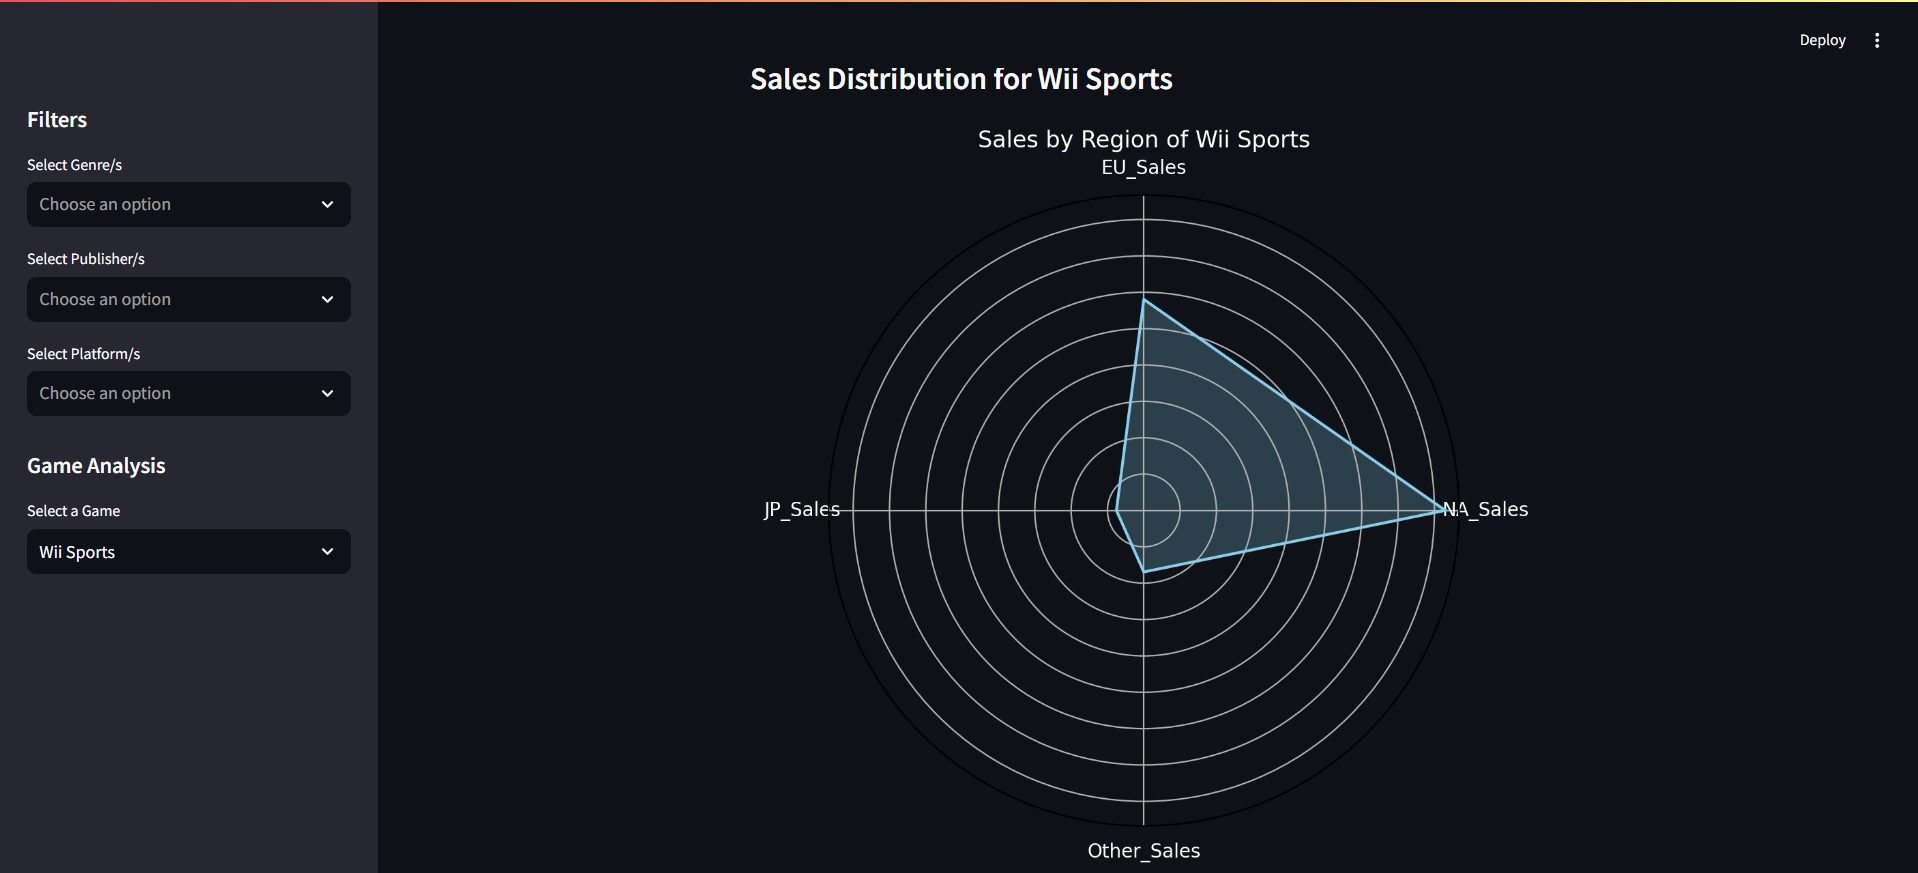 Deploy
Filters
Select Genre/s
Choose an option
Select Publisher/s
Choose an option
Select Platform/s
Choose an option
Game Analysis
Select a Game
Wii Sports
Sales Distribution for Wii Sports
Sales by Region of Wii Sports
EU_Sales
JP_Sales
NA_Sales
Other_Sales